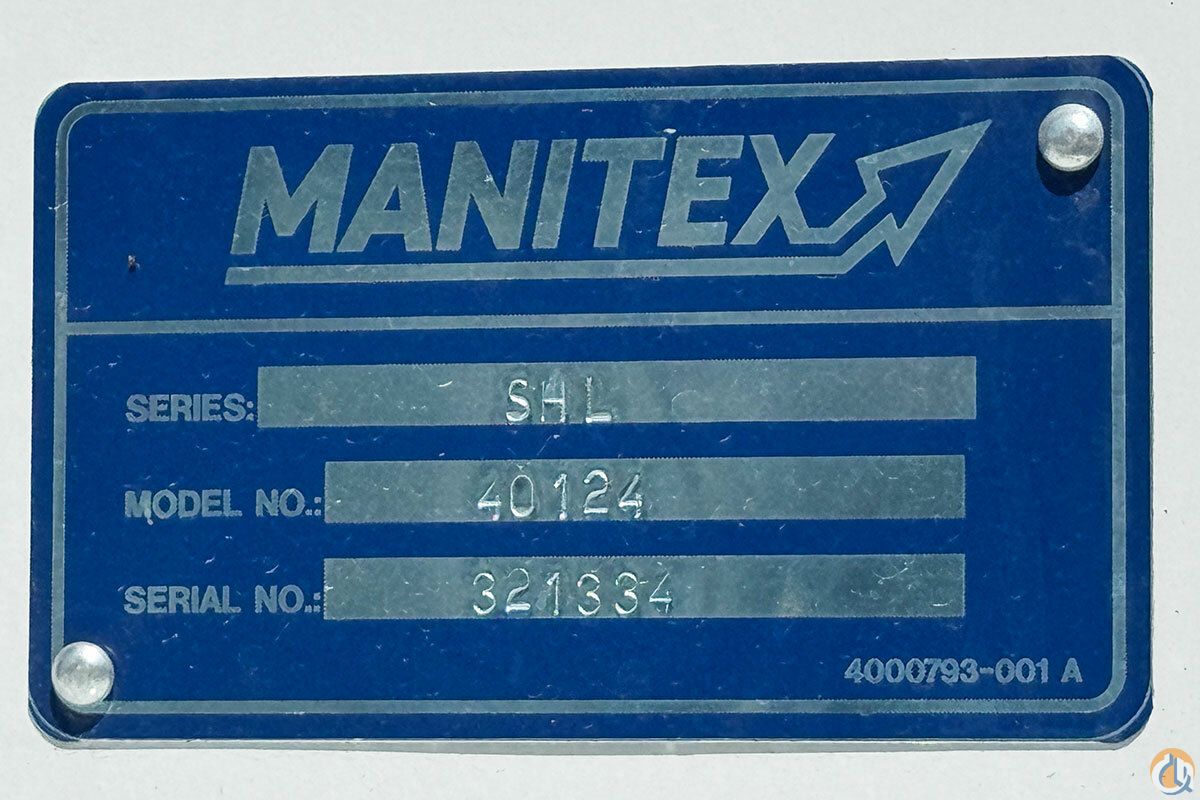 MANITEX
SERIES: SHL
MODEL NO.: 40124
SERIAL NO.: 321334
4000793-001 A